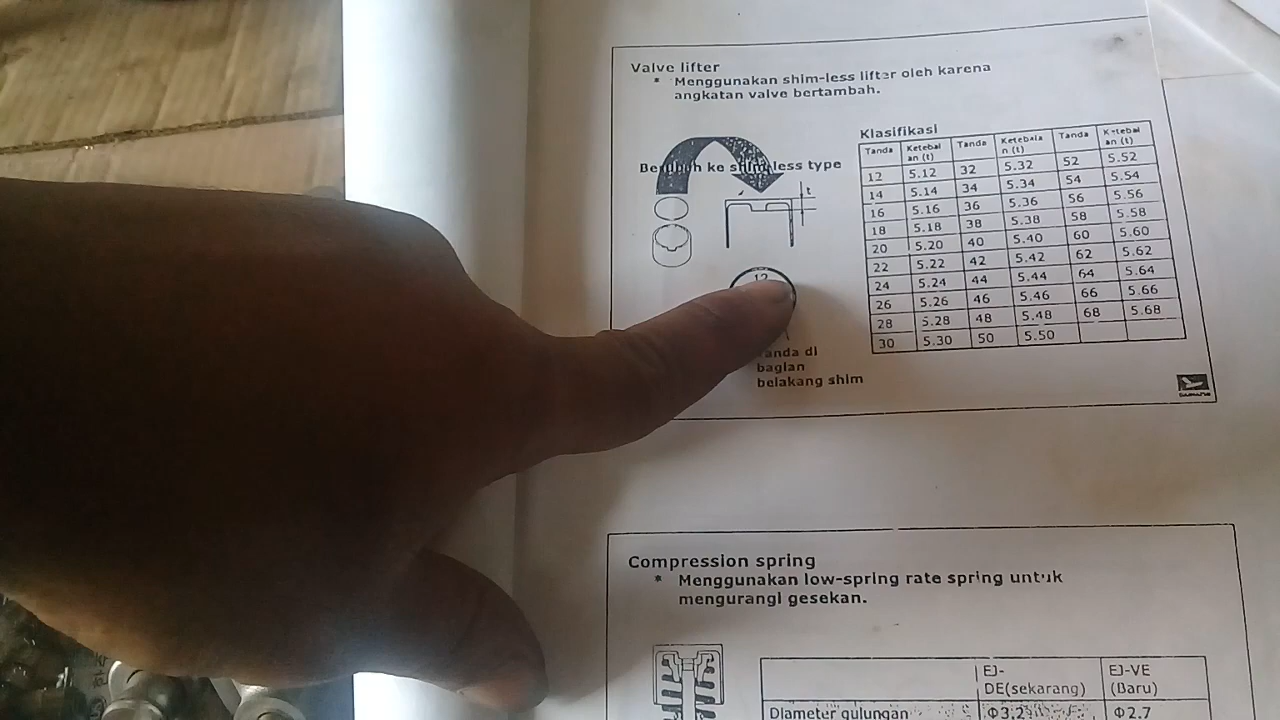 Valve lifter
* Menggunakan shim-less lifter oleh karena
angkatan valve bertambah.
Klasifikasi
Berubah ke shim-less type
t
12
Tanda di
bagian
belakang shim
Tanda Ketebalan (t) Tanda Ketebalan (t) Tanda Ketebalan (t)
12 5.12 32 5.32 52 5.52
14 5.14 34 5.34 54 5.54
16 5.16 36 5.36 56 5.56
18 5.18 38 5.38 58 5.58
20 5.20 40 5.40 60 5.60
22 5.22 42 5.42 62 5.62
24 5.24 44 5.44 64 5.64
26 5.26 46 5.46 66 5.66
28 5.28 48 5.48 68 5.68
30 5.30 50 5.50
DAIHATSU
Compression spring
* Menggunakan low-spring rate spring untuk
mengurangi gesekan.
EJ-DE(sekarang) EJ-VE (Baru)
Diameter gulungan Φ3.2 Φ2.7